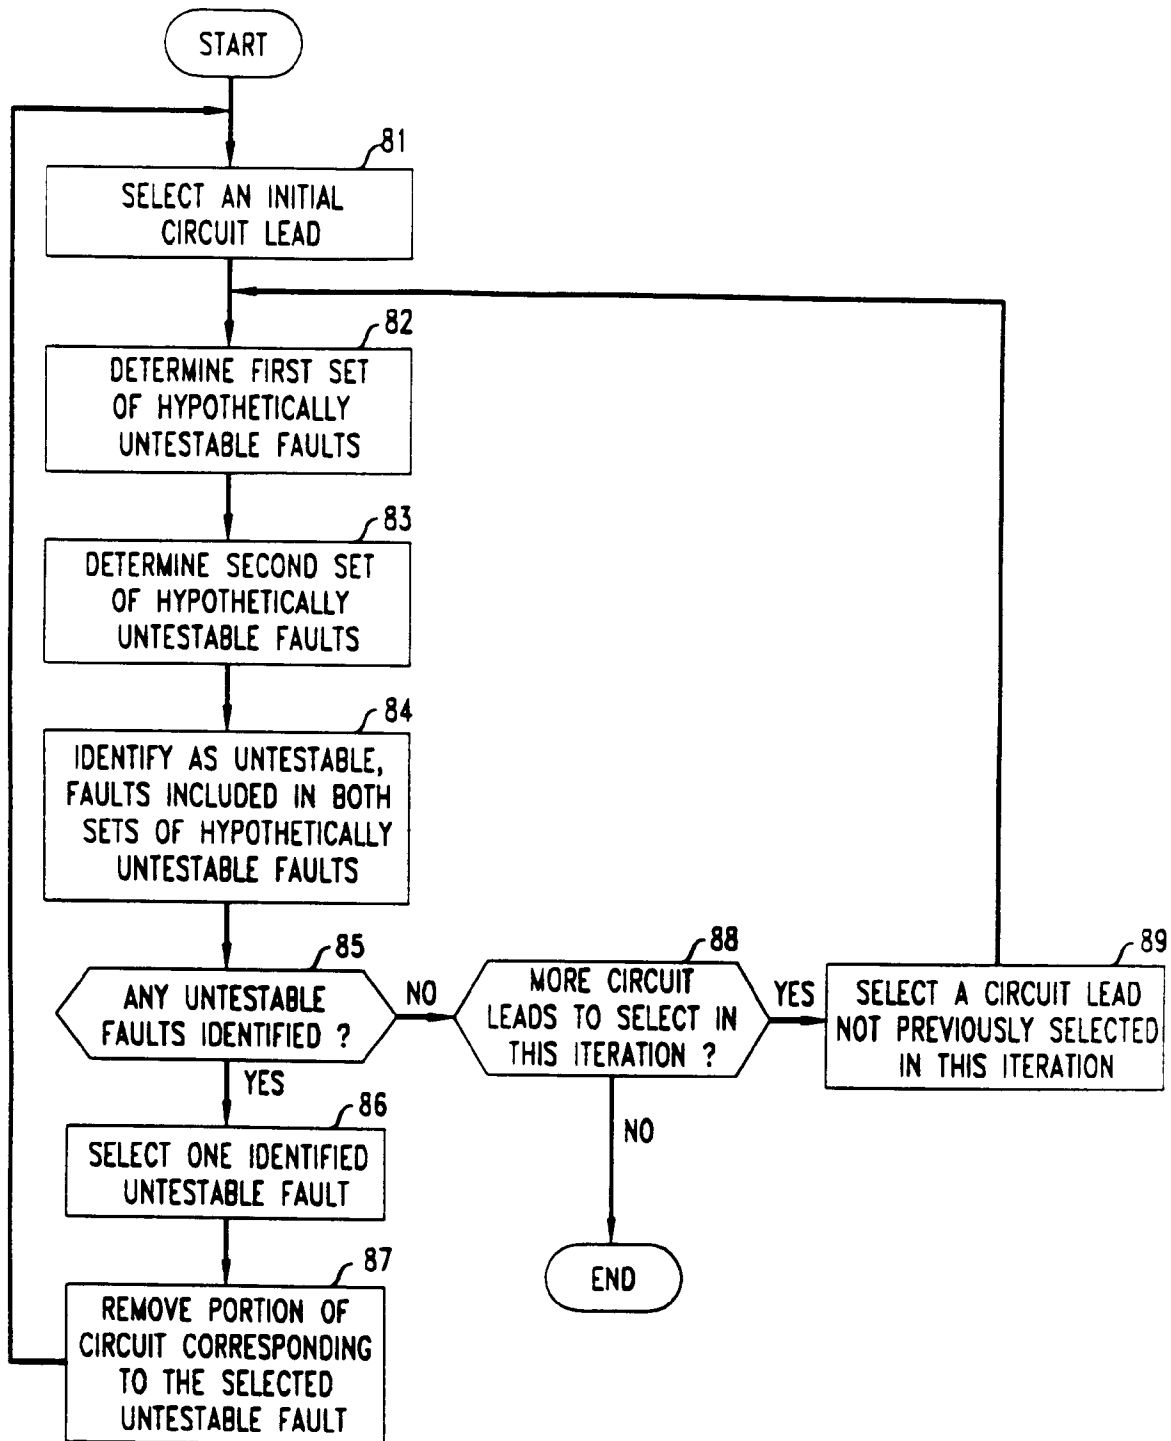 START
81
SELECT AN INITIAL
CIRCUIT LEAD
82
DETERMINE FIRST SET
OF HYPOTHETICALLY
UNTESTABLE FAULTS
83
DETERMINE SECOND SET
OF HYPOTHETICALLY
UNTESTABLE FAULTS
84
IDENTIFY AS UNTESTABLE,
FAULTS INCLUDED IN BOTH
SETS OF HYPOTHETICALLY
UNTESTABLE FAULTS
85
ANY UNTESTABLE
FAULTS IDENTIFIED ?
NO
YES
88
MORE CIRCUIT
LEADS TO SELECT IN
THIS ITERATION ?
YES
NO
89
SELECT A CIRCUIT LEAD
NOT PREVIOUSLY SELECTED
IN THIS ITERATION
86
SELECT ONE IDENTIFIED
UNTESTABLE FAULT
87
REMOVE PORTION OF
CIRCUIT CORRESPONDING
TO THE SELECTED
UNTESTABLE FAULT
END